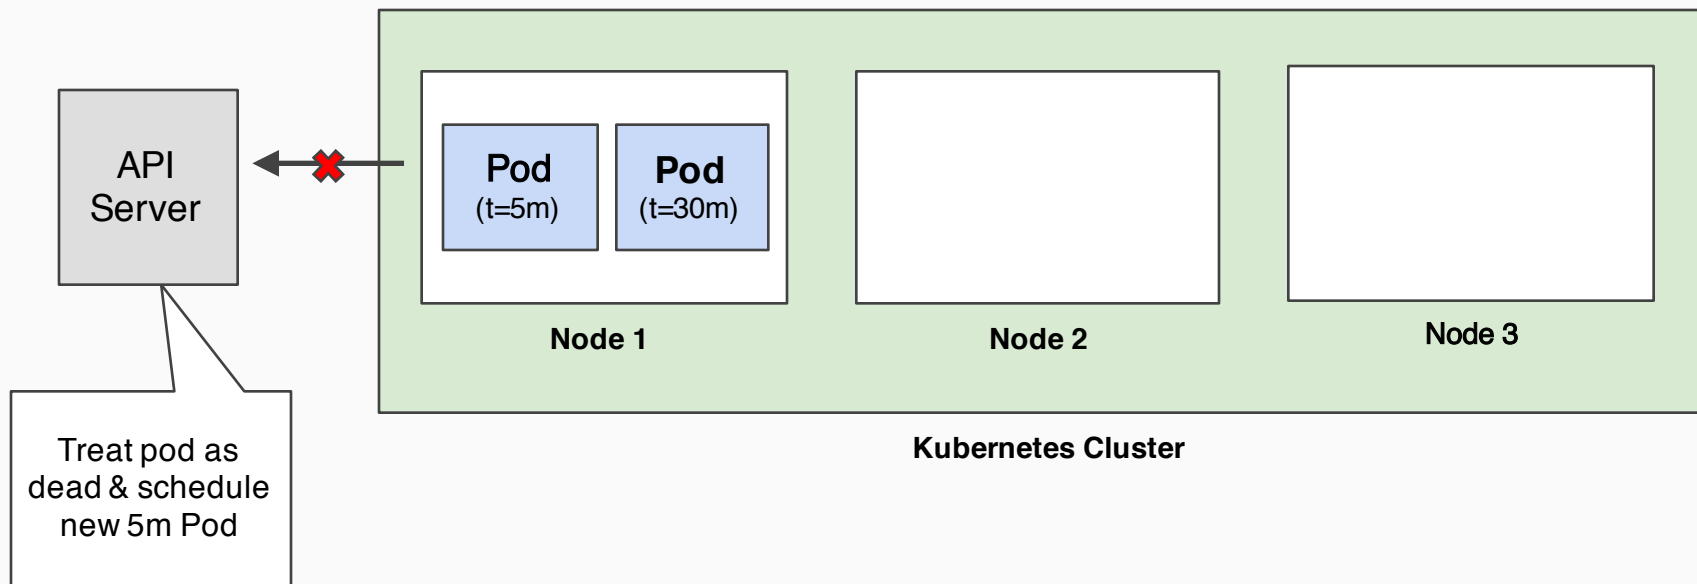 API
Server
Pod
(t=5m)
Pod
(t=30m)
Node 1
Node 2
Node 3
Kubernetes Cluster
Treat pod as
dead & schedule
new 5m Pod